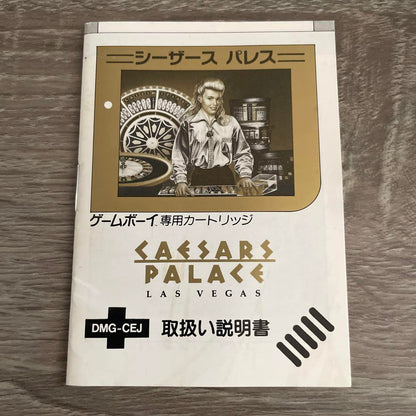 シーザース パレス
ゲームボーイ専用カートリッジ
CAESARS
PALACE
LAS VEGAS
DMG-CEJ
取扱い説明書